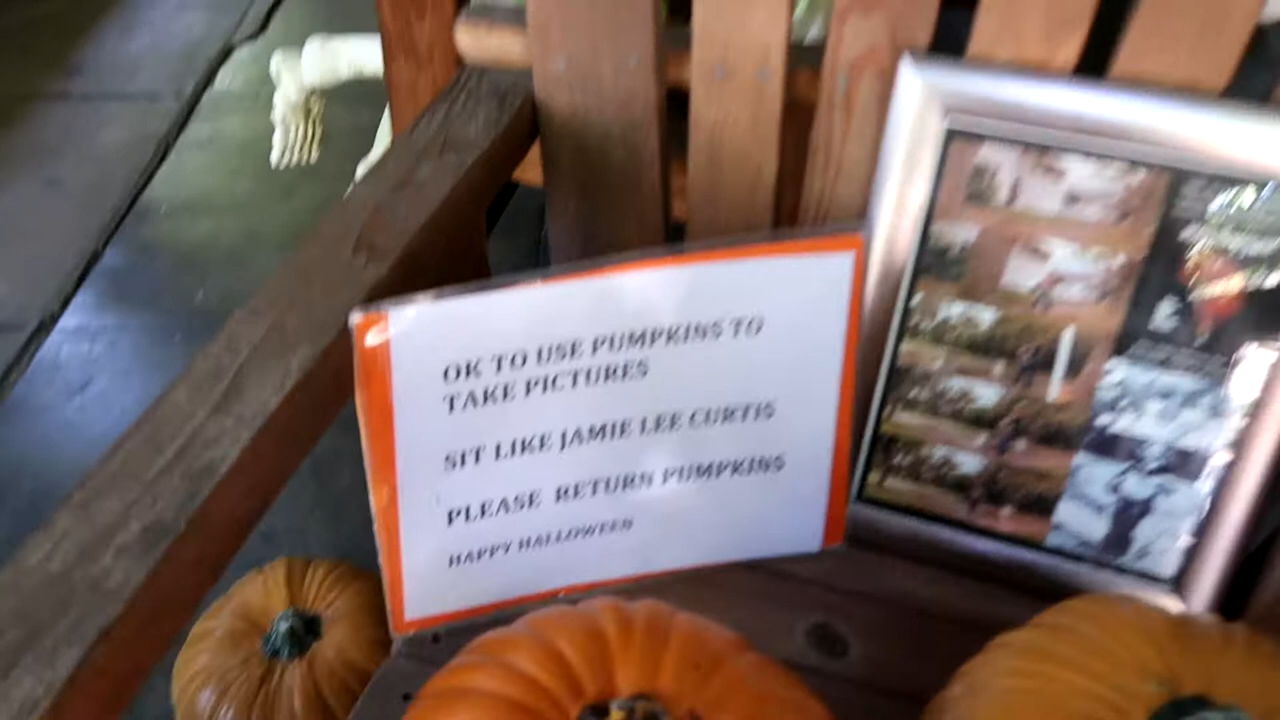 OK TO USE PUMPKINS TO
TAKE PICTURES
SIT LIKE JAMIE LEE CURTIS
PLEASE RETURN PUMPKINS
HAPPY HALLOWEEN